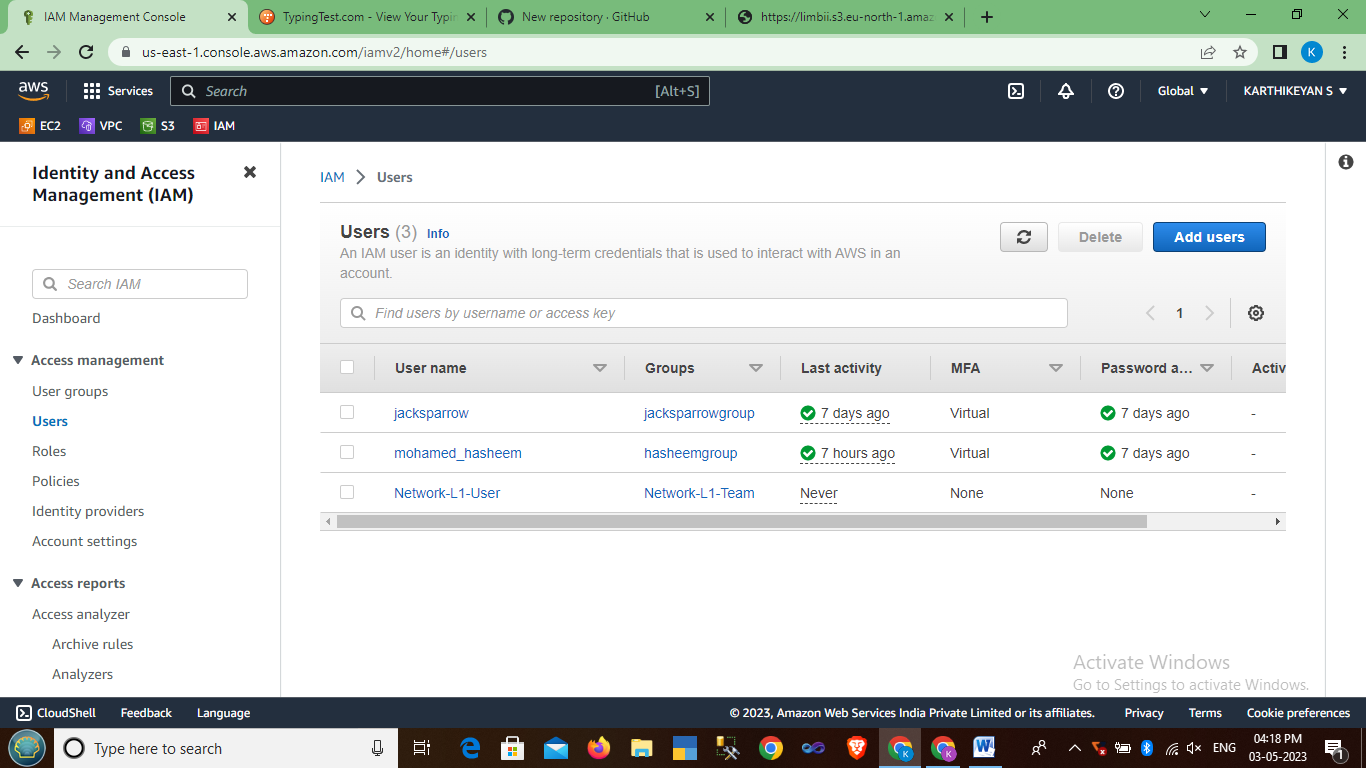 IAM Management Console
TypingTest.com - View Your Typin
New repository · GitHub
https://limbii.s3.eu-north-1.amaz
us-east-1.console.aws.amazon.com/iamv2/home#/users
K
aws
Services
Search
[Alt+S]
Global
KARTHIKEYAN S
EC2
VPC
S3
IAM
Identity and Access
Management (IAM)
Search IAM
Dashboard
Access management
User groups
Users
Roles
Policies
Identity providers
Account settings
Access reports
Access analyzer
Archive rules
Analyzers
IAM > Users
Users (3) Info
An IAM user is an identity with long-term credentials that is used to interact with AWS in an
account.
Delete
Add users
Find users by username or access key
1
User name Groups Last activity MFA Password a... Activ
jacksparrow jacksparrowgroup 7 days ago Virtual 7 days ago -
mohamed_hasheem hasheemgroup 7 hours ago Virtual 7 days ago -
Network-L1-User Network-L1-Team Never None None -
Activate Windows
Go to Settings to activate Windows.
CloudShell Feedback Language
© 2023, Amazon Web Services India Private Limited or its affiliates. Privacy Terms Cookie preferences
Type here to search
K
K
ENG
04:18 PM
03-05-2023
1